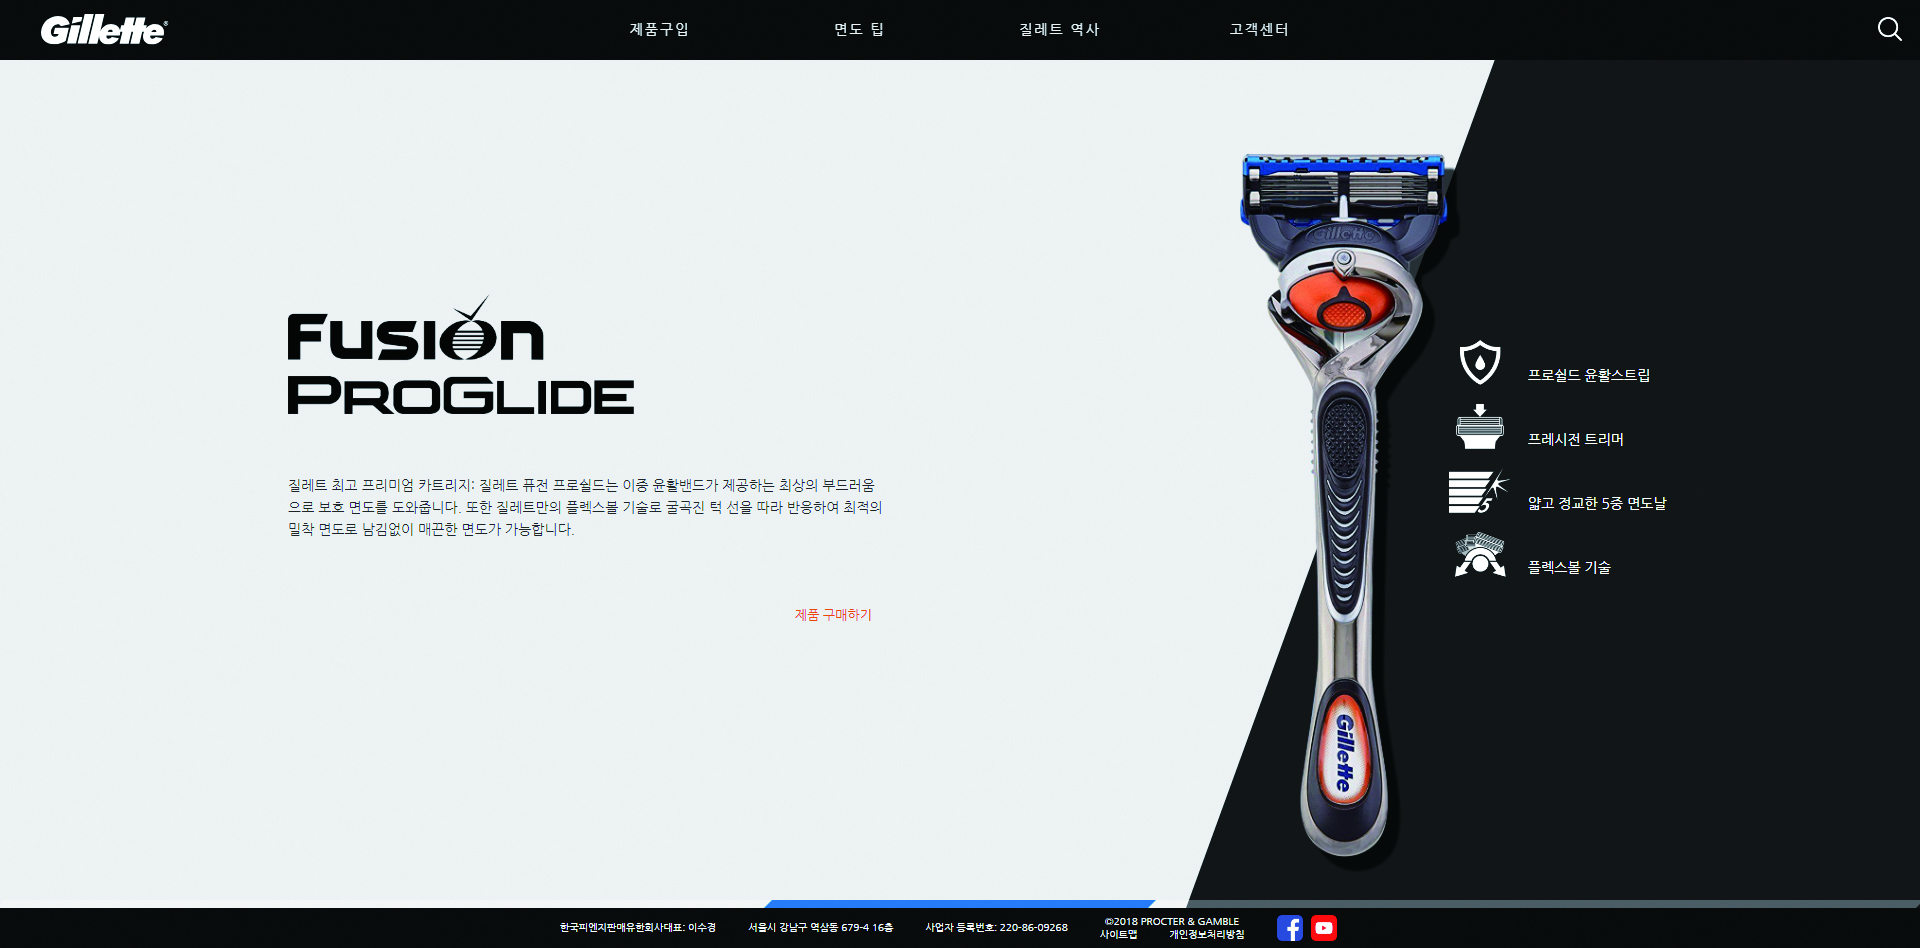 Gillette®
제품구입
면도 팁
질레트 역사
고객센터
Gillette
FUSION
PROGLIDE
프로쉴드 윤활스트립
프레시전 트리머
얇고 정교한 5중 면도날
5
플렉스볼 기술
질레트 최고 프리미엄 카트리지: 질레트 퓨전 프로쉴드는 이중 윤활밴드가 제공하는 최상의 부드러움
으로 보호 면도를 도와줍니다. 또한 질레트만의 플렉스볼 기술로 굴곡진 턱 선을 따라 반응하여 최적의
밀착 면도로 남김없이 매끈한 면도가 가능합니다.
제품 구매하기
Gillette
한국피엔지판매유한회사대표: 이수경
서울시 강남구 역삼동 679-4 16층
사업자 등록번호: 220-86-09268
©2018 PROCTER & GAMBLE
사이트맵
개인정보처리방침